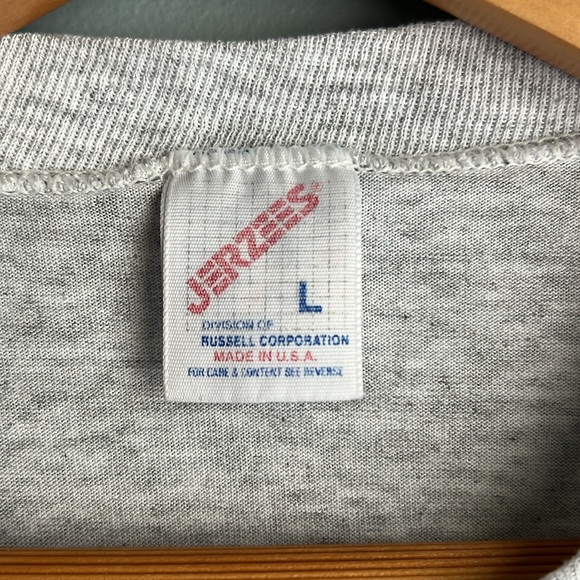 JERZEES®
L
DIVISION OF
RUSSELL CORPORATION
MADE IN U.S.A.
FOR CARE & CONTENT SEE REVERSE